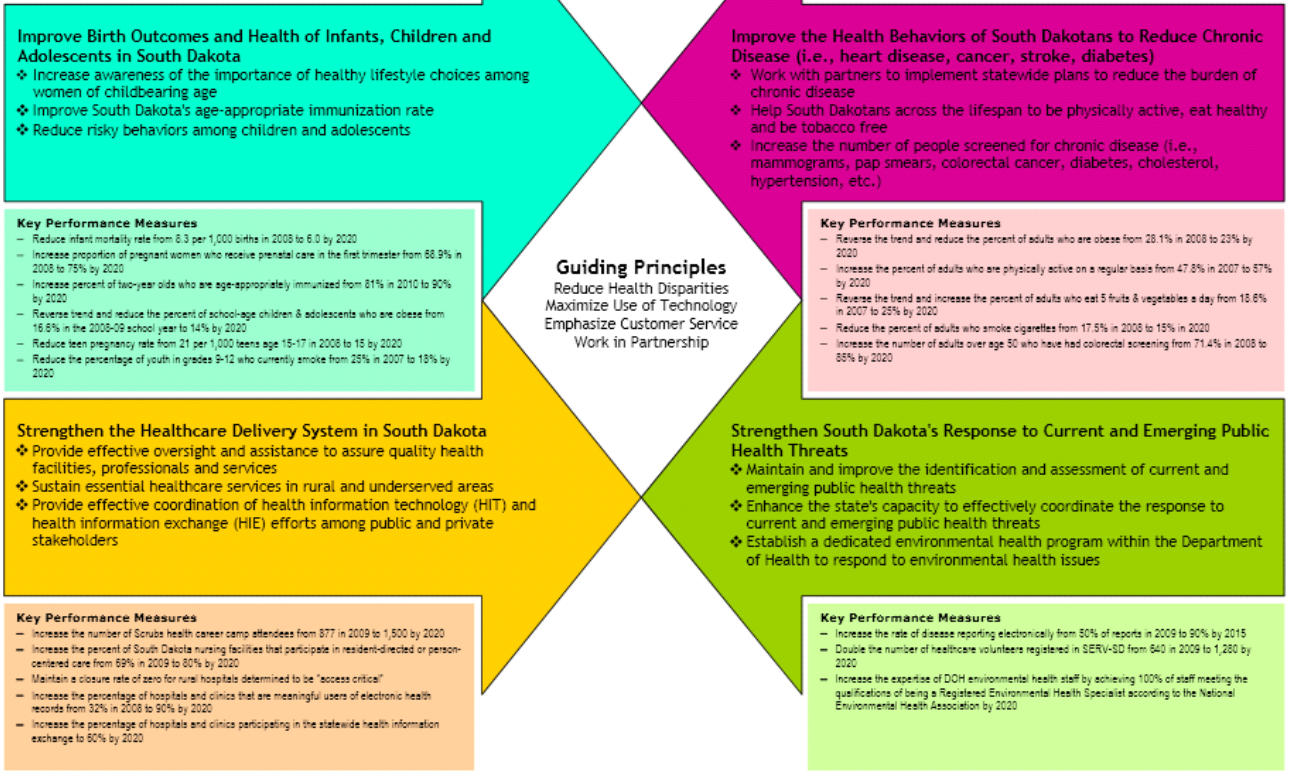 Improve Birth Outcomes and Health of Infants, Children and
Adolescents in South Dakota
❖ Increase awareness of the importance of healthy lifestyle choices among
women of childbearing age
❖ Improve South Dakota's age-appropriate immunization rate
❖ Reduce risky behaviors among children and adolescents
Key Performance Measures
– Reduce infant mortality rate from 8.3 per 1,000 births in 2008 to 6.0 by 2020
– Increase proportion of pregnant women who receive prenatal care in the first trimester from 68.9% in
2008 to 75% by 2020
– Increase percent of two-year olds who are age-appropriately immunized from 81% in 2010 to 90%
by 2020
– Reverse trend and reduce the percent of school-age children & adolescents who are obese from
16.6% in the 2008-09 school year to 14% by 2020
– Reduce teen pregnancy rate from 21 per 1,000 teens age 15-17 in 2008 to 15 by 2020
– Reduce the percentage of youth in grades 9-12 who currently smoke from 25% in 2007 to 18% by
2020
Improve the Health Behaviors of South Dakotans to Reduce Chronic
Disease (i.e., heart disease, cancer, stroke, diabetes)
❖ Work with partners to implement statewide plans to reduce the burden of
chronic disease
❖ Help South Dakotans across the lifespan to be physically active, eat healthy
and be tobacco free
❖ Increase the number of people screened for chronic disease (i.e.,
mammograms, pap smears, colorectal cancer, diabetes, cholesterol,
hypertension, etc.)
Key Performance Measures
– Reverse the trend and reduce the percent of adults who are obese from 28.1% in 2008 to 23% by
2020
– Increase the percent of adults who are physically active on a regular basis from 47.8% in 2007 to 57%
by 2020
– Reverse the trend and increase the percent of adults who eat 5 fruits & vegetables a day from 18.6%
in 2007 to 25% by 2020
– Reduce the percent of adults who smoke cigarettes from 17.5% in 2008 to 15% in 2020
– Increase the number of adults over age 50 who have had colorectal screening from 71.4% in 2008 to
85% by 2020
Guiding Principles
Reduce Health Disparities
Maximize Use of Technology
Emphasize Customer Service
Work in Partnership
Strengthen the Healthcare Delivery System in South Dakota
❖ Provide effective oversight and assistance to assure quality health
facilities, professionals and services
❖ Sustain essential healthcare services in rural and underserved areas
❖ Provide effective coordination of health information technology (HIT) and
health information exchange (HIE) efforts among public and private
stakeholders
Key Performance Measures
– Increase the number of Scrubs health career camp attendees from 877 in 2009 to 1,500 by 2020
– Increase the percent of South Dakota nursing facilities that participate in resident-directed or person-
centered care from 69% in 2009 to 80% by 2020
– Maintain a closure rate of zero for rural hospitals determined to be "access critical"
– Increase the percentage of hospitals and clinics that are meaningful users of electronic health
records from 32% in 2008 to 90% by 2020
– Increase the percentage of hospitals and clinics participating in the statewide health information
exchange to 60% by 2020
Strengthen South Dakota's Response to Current and Emerging Public
Health Threats
❖ Maintain and improve the identification and assessment of current and
emerging public health threats
❖ Enhance the state's capacity to effectively coordinate the response to
current and emerging public health threats
❖ Establish a dedicated environmental health program within the Department
of Health to respond to environmental health issues
Key Performance Measures
– Increase the rate of disease reporting electronically from 50% of reports in 2009 to 90% by 2015
– Double the number of healthcare volunteers registered in SERV-SD from 640 in 2009 to 1,280 by
2020
– Increase the expertise of DOH environmental health staff by achieving 100% of staff meeting the
qualifications of being a Registered Environmental Health Specialist according to the National
Environmental Health Association by 2020